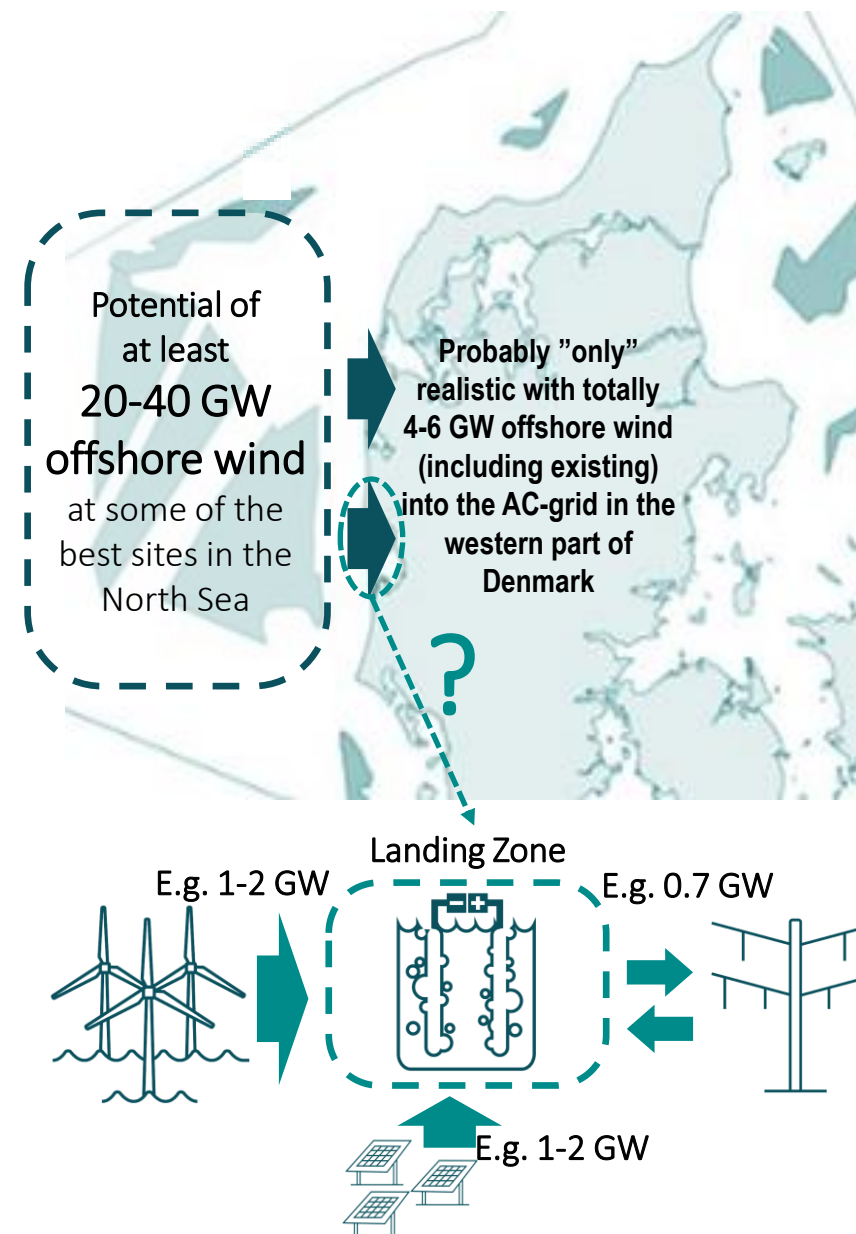 Potential of
at least
20-40 GW
offshore wind
at some of the
best sites in the
North Sea
Probably ”only”
realistic with totally
4-6 GW offshore wind
(including existing)
into the AC-grid in the
western part of
Denmark
?
Landing Zone
E.g. 1-2 GW
E.g. 0.7 GW
E.g. 1-2 GW